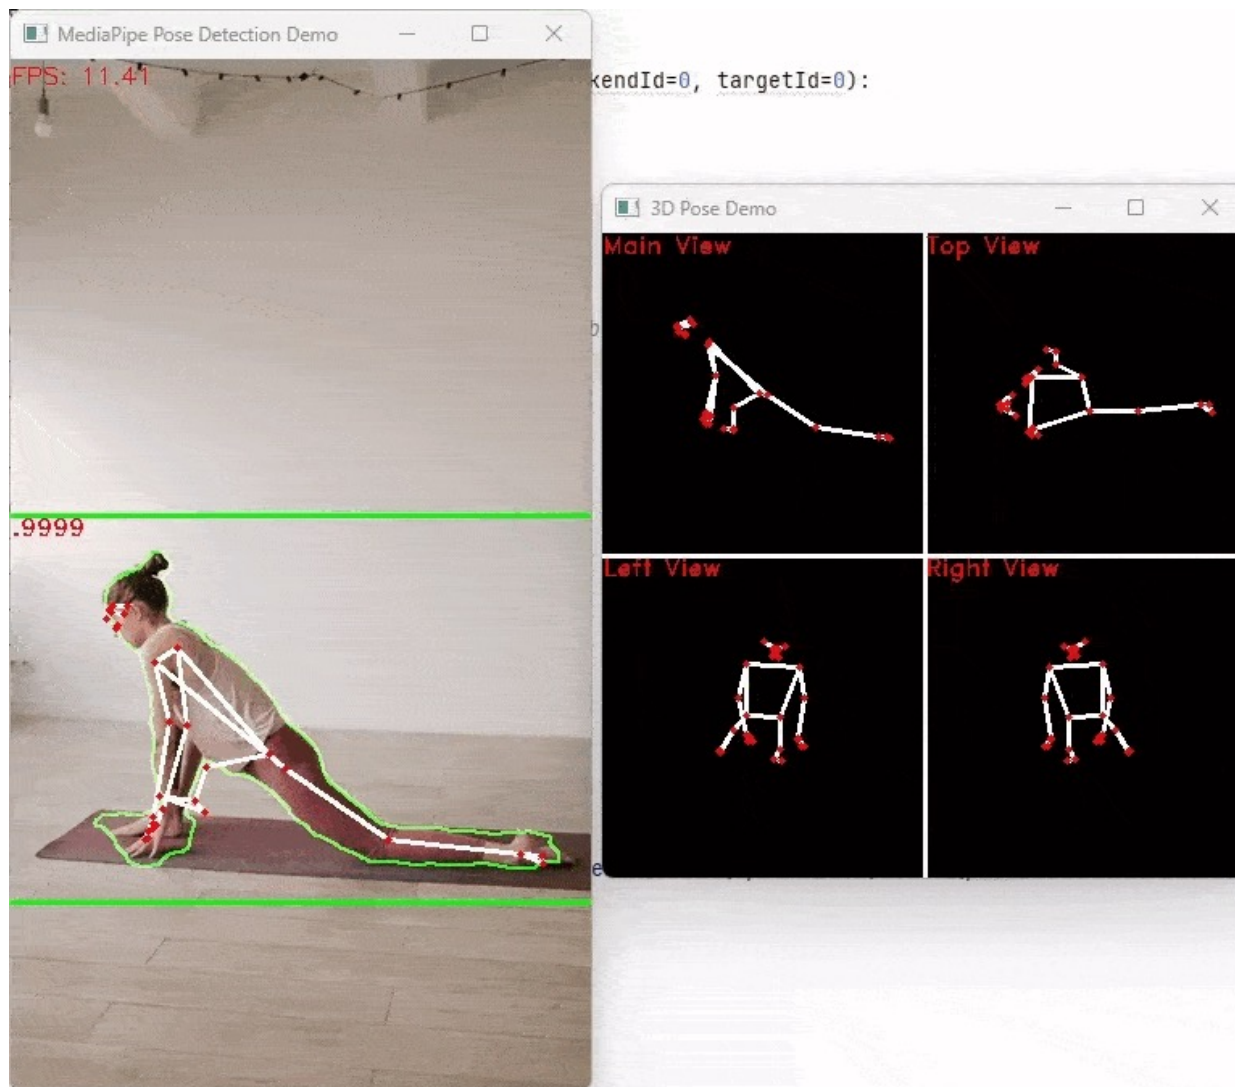 MediaPipe Pose Detection Demo
FPS: 11.41
kendId=0, targetId=0):
3D Pose Demo
Main View
Top View
.9999
Left View
Right View